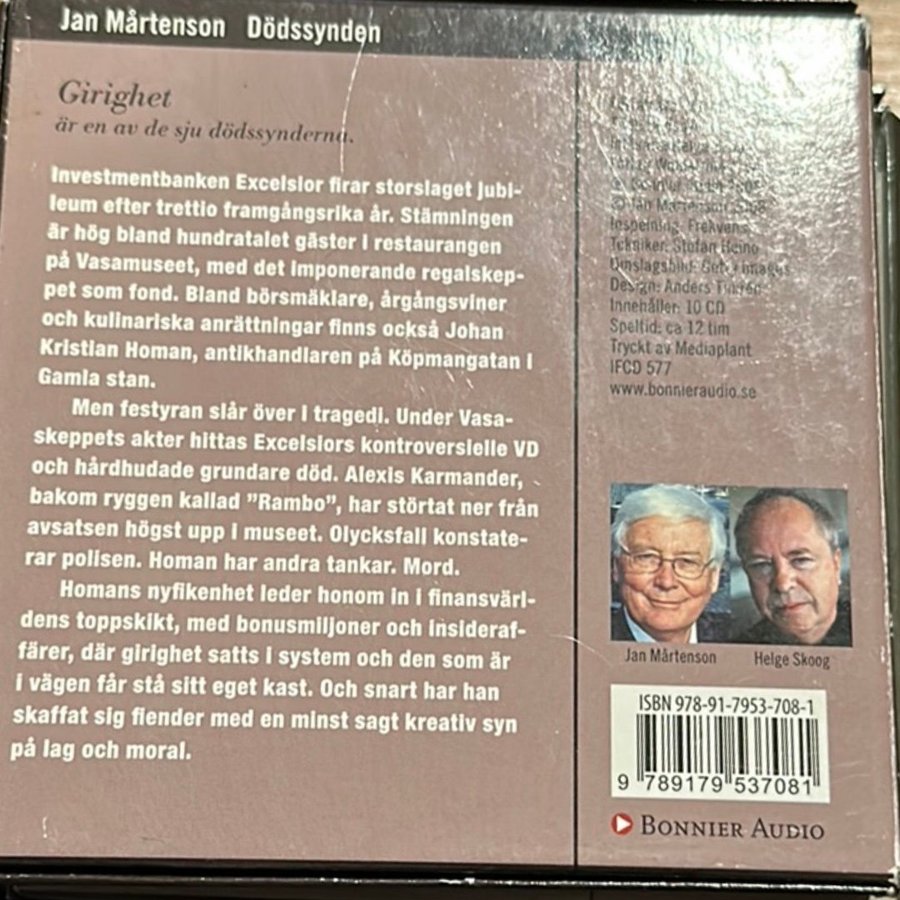 Jan Mårtenson Dödssynden
Girighet
är en av de sju dödssynderna.
Investmentbanken Excelsior firar storslaget jubi-
leum efter trettio framgångsrika år. Stämningen
är hög bland hundratalet gäster i restaurangen
på Vasamuseet, med det imponerande regalskep-
pet som fond. Bland börsmäklare, årgångsviner
och kulinariska anrättningar finns också Johan
Kristian Homan, antikhandlaren på Köpmangatan i
Gamla stan.
Men festyran slår över i tragedi. Under Vasa-
skeppets akter hittas Excelsiors kontroversielle VD
och hårdhudade grundare död. Alexis Karmander,
bakom ryggen kallad ”Rambo”, har störtat ner från
avsatsen högst upp i museet. Olycksfall konstate-
rar polisen. Homan har andra tankar. Mord.
Homans nyfikenhet leder honom in i finansvärl-
dens toppskikt, med bonusmiljoner och insideraf-
färer, där girighet satts i system och den som är
i vägen får stå sitt eget kast. Och snart har han
skaffat sig fiender med en minst sagt kreativ syn
på lag och moral.
© Jan Mårtenson
Inspelning: Frekvens
Tekniker: Stefan Heino
Omslagsbild: Getty Images
Design: Anders
Innehåller: 10 CD
Speltid: ca 12 tim
Tryckt av Mediaplant
IFCD 577
www.bonnieraudio.se
Jan Mårtenson
Helge Skoog
ISBN 978-91-7953-708-1
9 789179 537081
BONNIER AUDIO